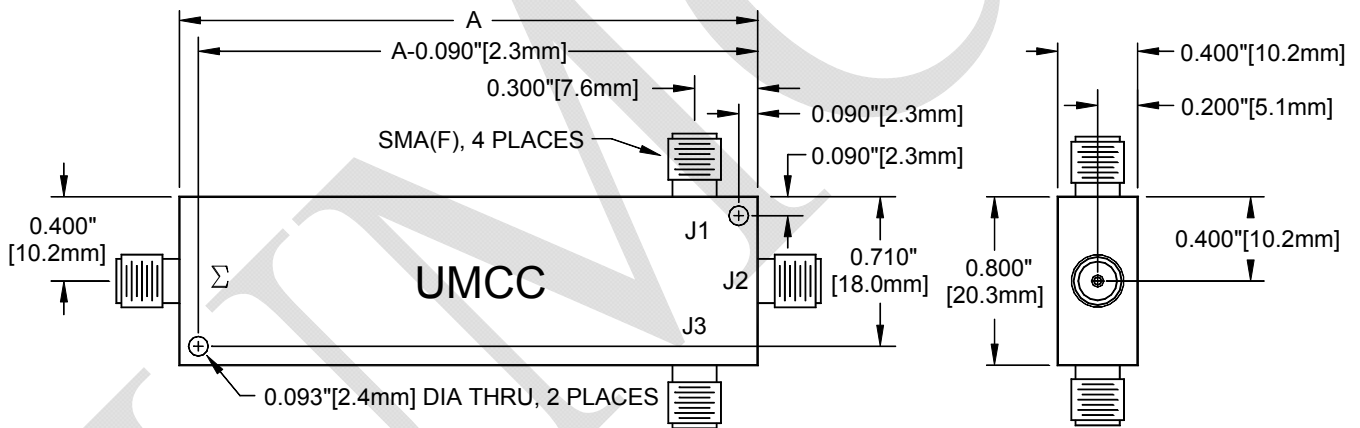 A
A-0.090"[2.3mm]
0.300"[7.6mm]
0.400"[10.2mm]
0.200"[5.1mm]
0.090"[2.3mm]
SMA(F), 4 PLACES
0.090"[2.3mm]
0.400"
[10.2mm]
J1
0.710"
[18.0mm]
0.400"[10.2mm]
Σ
UMCC
J2
0.800"
[20.3mm]
J3
0.093"[2.4mm] DIA THRU, 2 PLACES